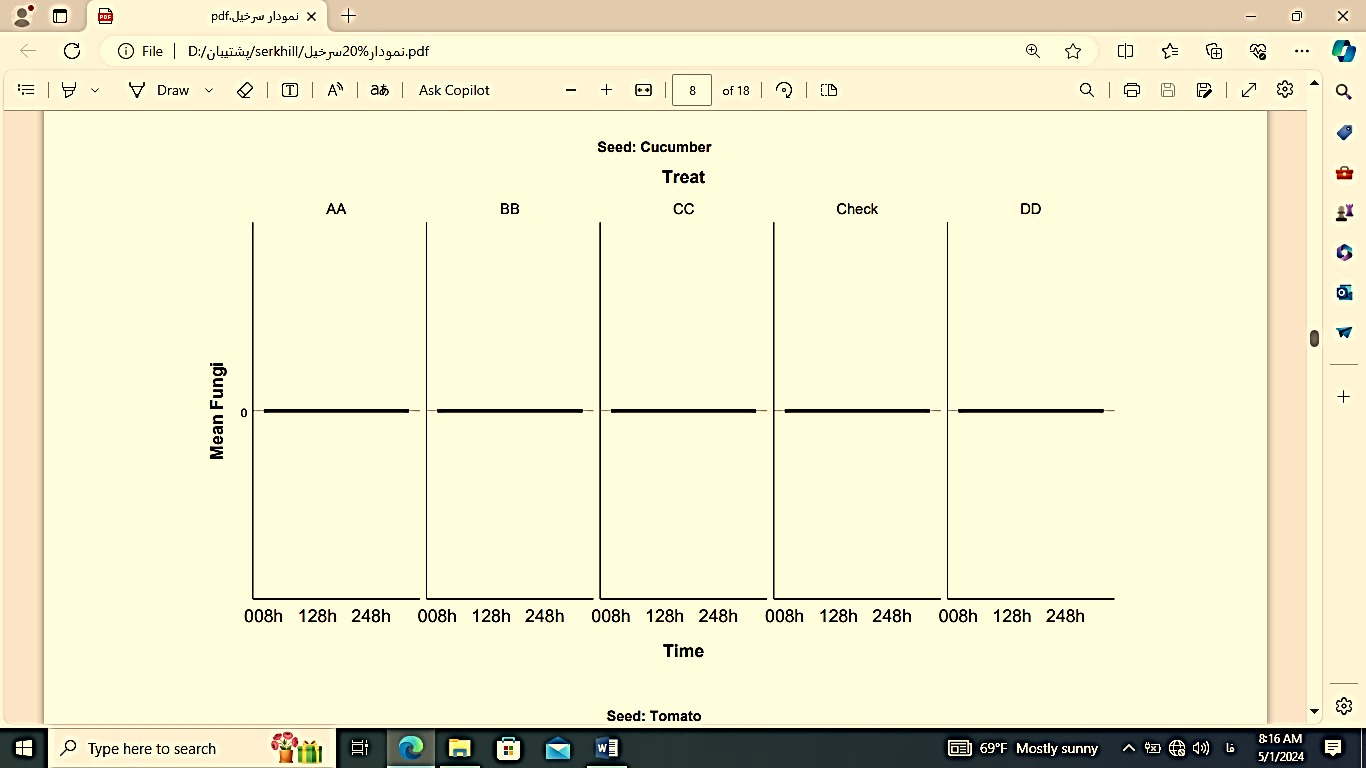 نمودار سرخیل.pdf
File D:/پشتیبان/serkhill/نمودار%20سرخیل.pdf
Draw aあ Ask Copilot 8 of 18
Seed: Cucumber
Treat
AA BB CC Check DD
Mean Fungi
0
008h 128h 248h 008h 128h 248h 008h 128h 248h 008h 128h 248h 008h 128h 248h
Time
Seed: Tomato
Type here to search
69°F Mostly sunny
فا
8:16 AM
5/1/2024